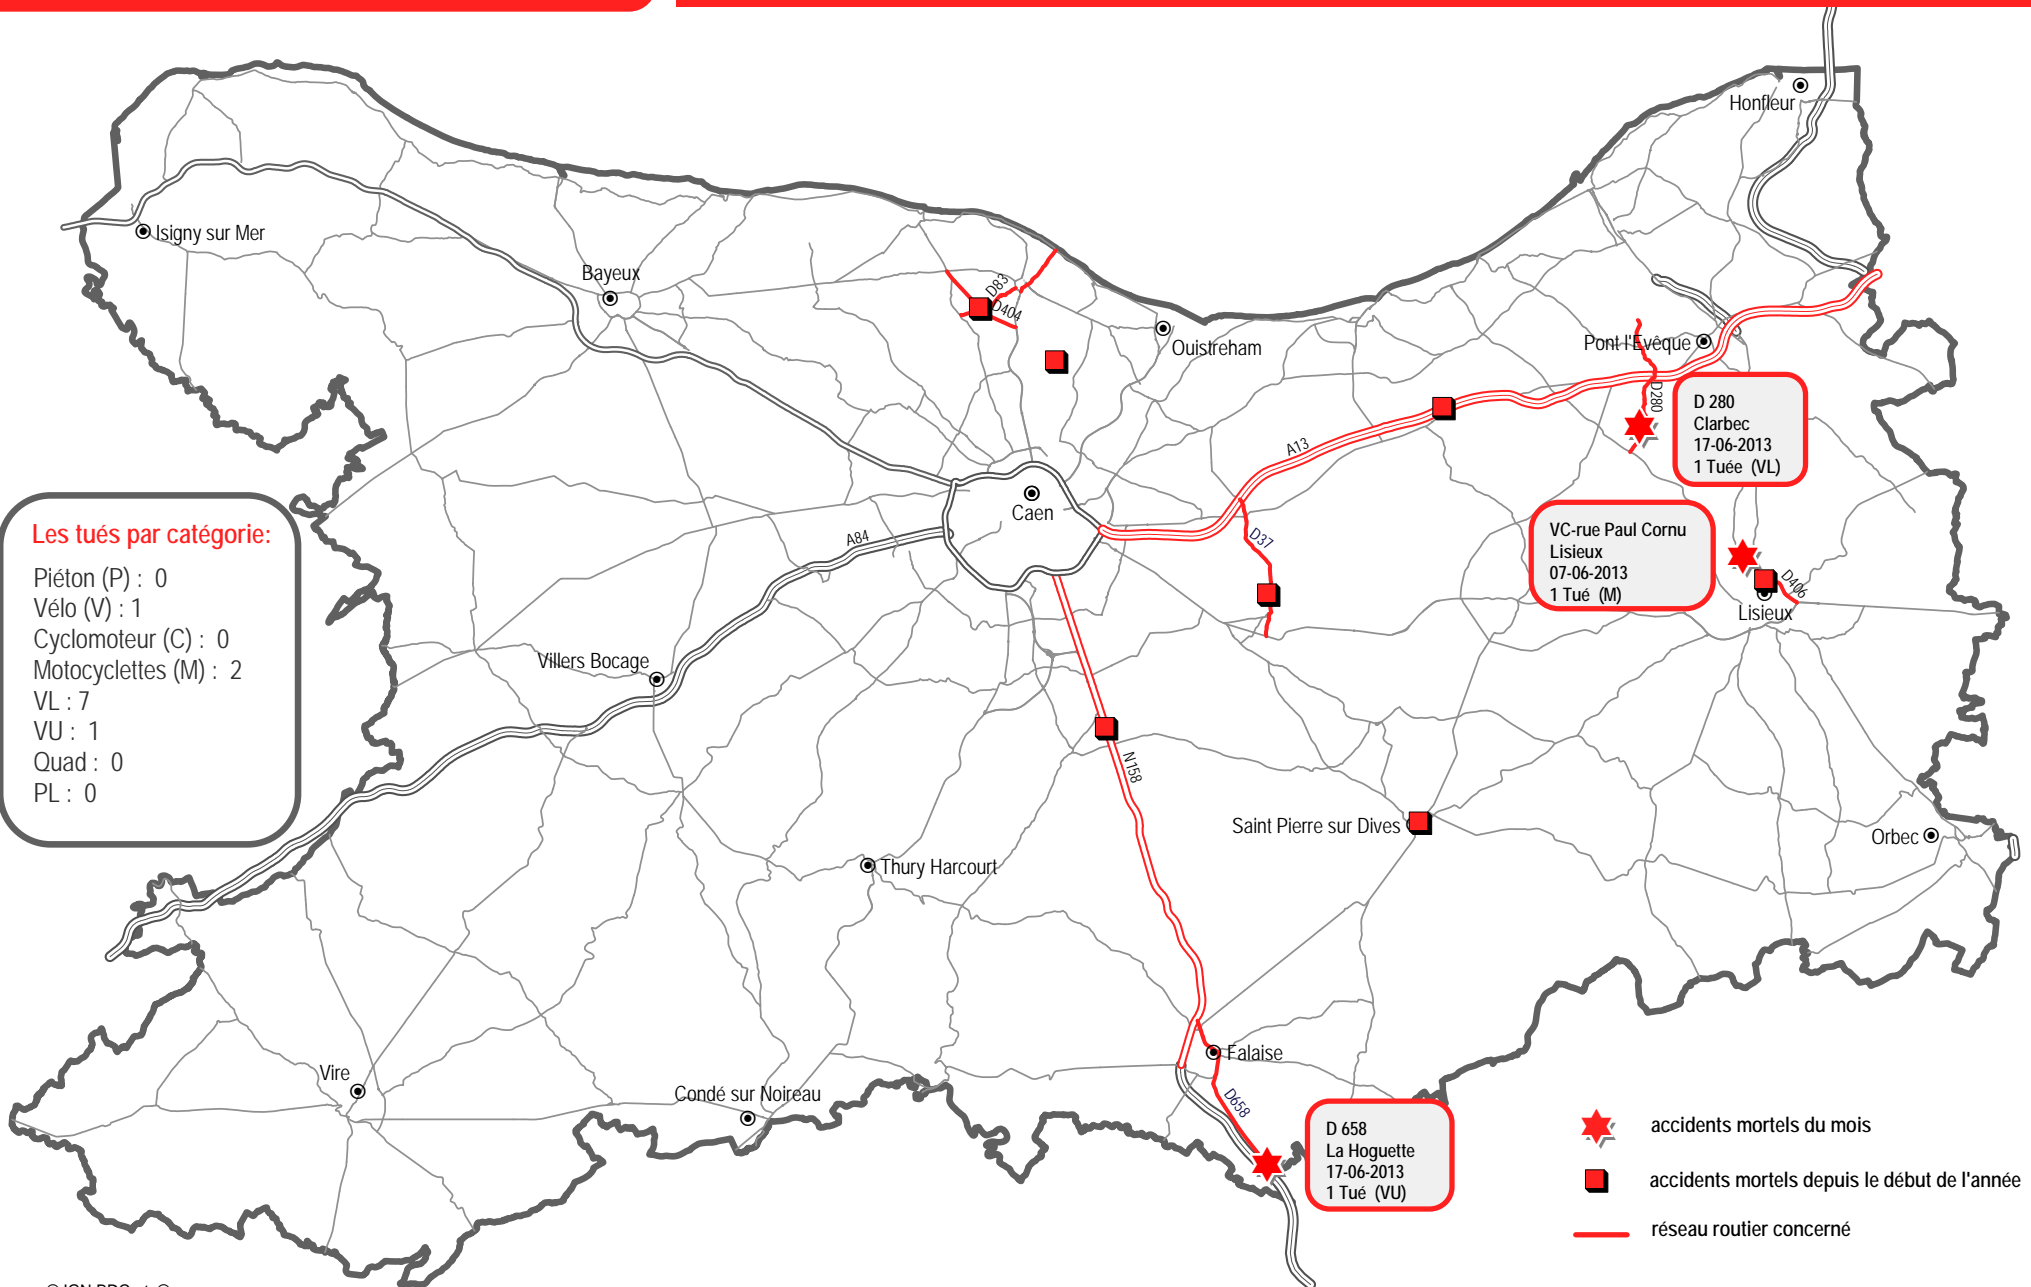 Honfleur
Isigny sur Mer
Bayeux
D83
D404
Ouistreham
Pont l'Evêque
D280
D 280
Clarbec
17-06-2013
1 Tuée (VL)
A13
Caen
A84
D37
VC-rue Paul Cornu
Lisieux
07-06-2013
1 Tué (M)
D406
Lisieux
Les tués par catégorie:
Piéton (P) : 0
Vélo (V) : 1
Cyclomoteur (C) : 0
Motocyclettes (M) : 2
VL : 7
VU : 1
Quad : 0
PL : 0
Villers Bocage
N158
Saint Pierre sur Dives
Orbec
Thury Harcourt
Falaise
Vire
Condé sur Noireau
D658
D 658
La Hoguette
17-06-2013
1 Tué (VU)
accidents mortels du mois
accidents mortels depuis le début de l'année
réseau routier concerné